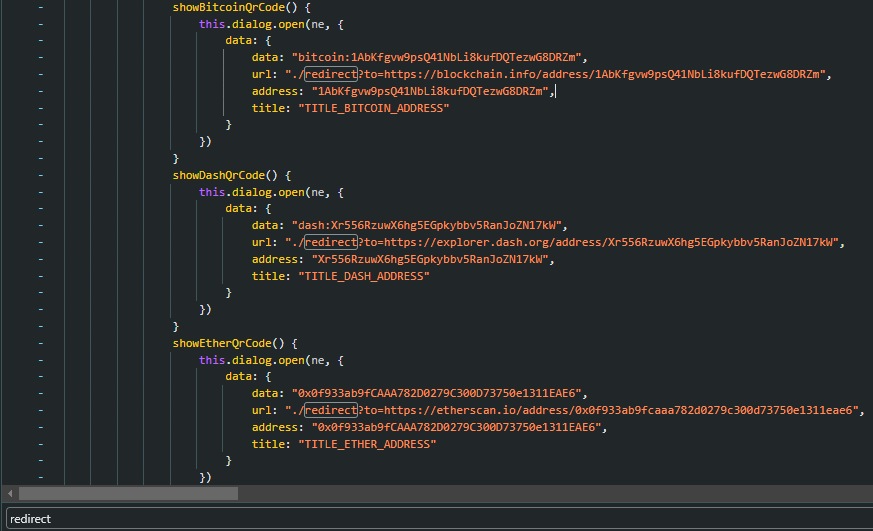 showBitcoinQrCode() {
this.dialog.open(ne, {
data: {
data: "bitcoin:1AbKfgvw9psQ41NbLi8kufDQTezwG8DRZm",
url: "./redirect?to=https://blockchain.info/address/1AbKfgvw9psQ41NbLi8kufDQTezwG8DRZm",
address: "1AbKfgvw9psQ41NbLi8kufDQTezwG8DRZm",
title: "TITLE_BITCOIN_ADDRESS"
}
})
}
showDashQrCode() {
this.dialog.open(ne, {
data: {
data: "dash:Xr556RzuwX6hg5EGpkybbv5RanJoZN17kW",
url: "./redirect?to=https://explorer.dash.org/address/Xr556RzuwX6hg5EGpkybbv5RanJoZN17kW",
address: "Xr556RzuwX6hg5EGpkybbv5RanJoZN17kW",
title: "TITLE_DASH_ADDRESS"
}
})
}
showEtherQrCode() {
this.dialog.open(ne, {
data: {
data: "0x0f933ab9fCAAA782D0279C300D73750e1311EAE6",
url: "./redirect?to=https://etherscan.io/address/0x0f933ab9fcaaa782d0279c300d73750e1311eae6",
address: "0x0f933ab9fCAAA782D0279C300D73750e1311EAE6",
title: "TITLE_ETHER_ADDRESS"
}
})
redirect